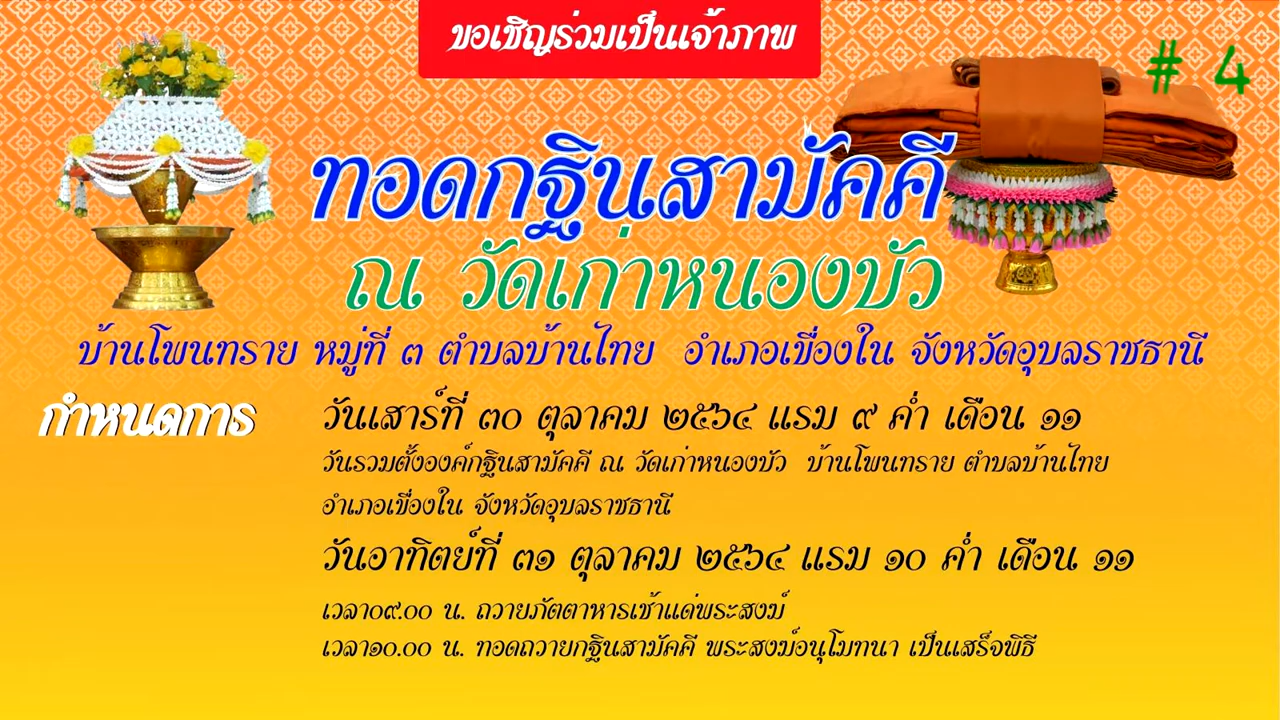 ขอเชิญร่วมเป็นเจ้าภาพ
# 4
ทอดกฐินสามัคคี
ณ วัดเก่าหนองบัว
บ้านโพนทราย หมู่ที่ ๓ ตำบลบ้านไทย อำเภอเขื่องใน จังหวัดอุบลราชธานี
กำหนดการ
วันเสาร์ที่ ๓๐ ตุลาคม ๒๕๖๔ แรม ๙ ค่ำ เดือน ๑๑
วันรวมตั้งองค์กฐินสามัคคี ณ วัดเก่าหนองบัว บ้านโพนทราย ตำบลบ้านไทย
อำเภอเขื่องใน จังหวัดอุบลราชธานี
วันอาทิตย์ที่ ๓๑ ตุลาคม ๒๕๖๔ แรม ๑๐ ค่ำ เดือน ๑๑
เวลา๐๙.๐๐ น. ถวายภัตตาหารเช้าแด่พระสงฆ์
เวลา๑๐.๐๐ น. ทอดถวายกฐินสามัคคี พระสงฆ์อนุโมทนา เป็นเสร็จพิธี